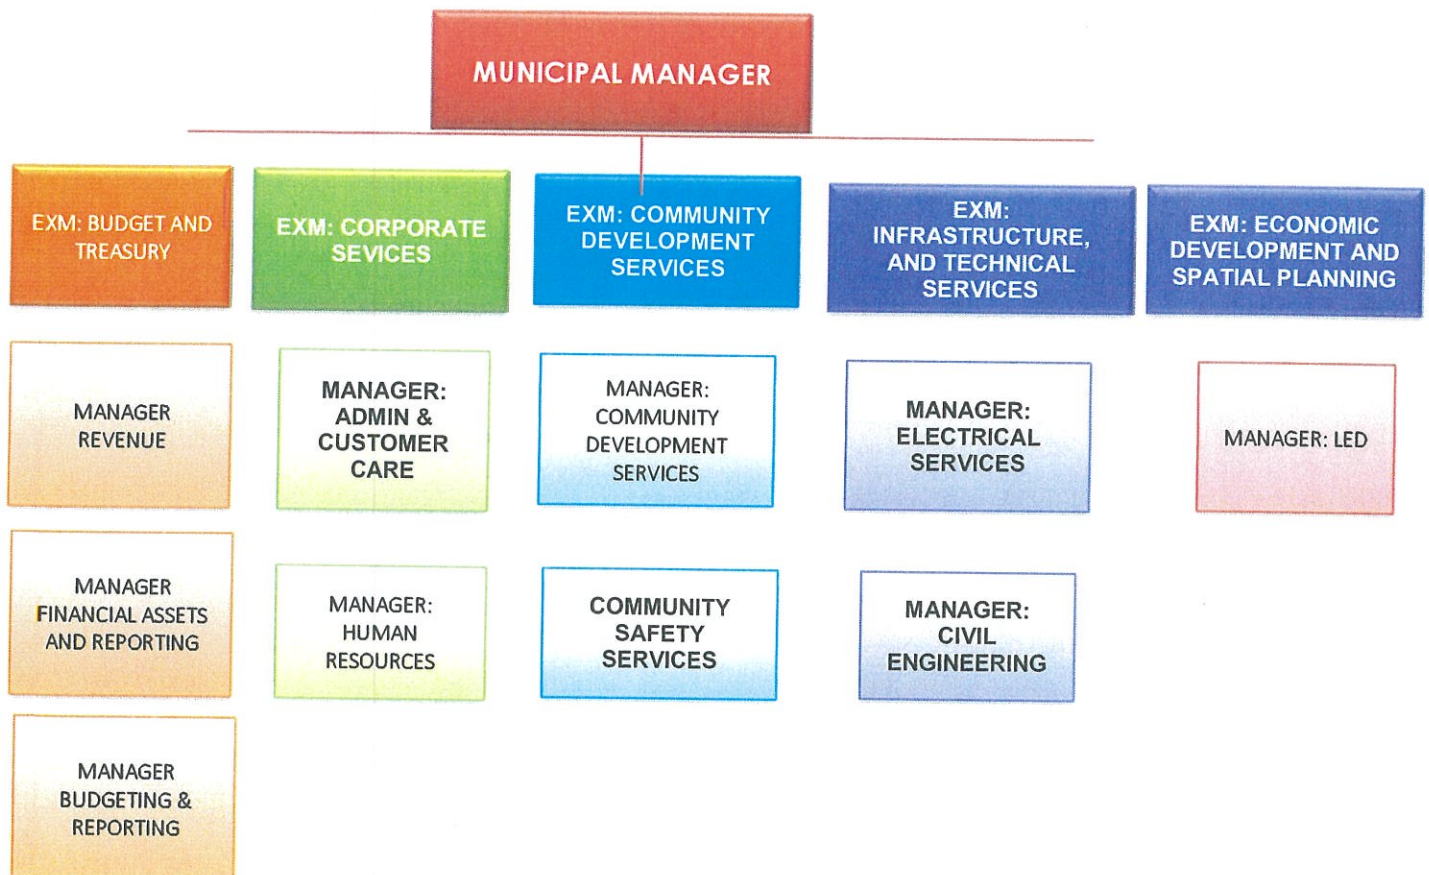 MUNICIPAL MANAGER
EXM: BUDGET AND
TREASURY
EXM: CORPORATE
SEVICES
EXM: COMMUNITY
DEVELOPMENT
SERVICES
EXM:
INFRASTRUCTURE,
AND TECHNICAL
SERVICES
EXM: ECONOMIC
DEVELOPMENT AND
SPATIAL PLANNING
MANAGER
REVENUE
MANAGER:
ADMIN &
CUSTOMER
CARE
MANAGER:
COMMUNITY
DEVELOPMENT
SERVICES
MANAGER:
ELECTRICAL
SERVICES
MANAGER: LED
MANAGER
FINANCIAL ASSETS
AND REPORTING
MANAGER:
HUMAN
RESOURCES
COMMUNITY
SAFETY
SERVICES
MANAGER:
CIVIL
ENGINEERING
MANAGER
BUDGETING &
REPORTING